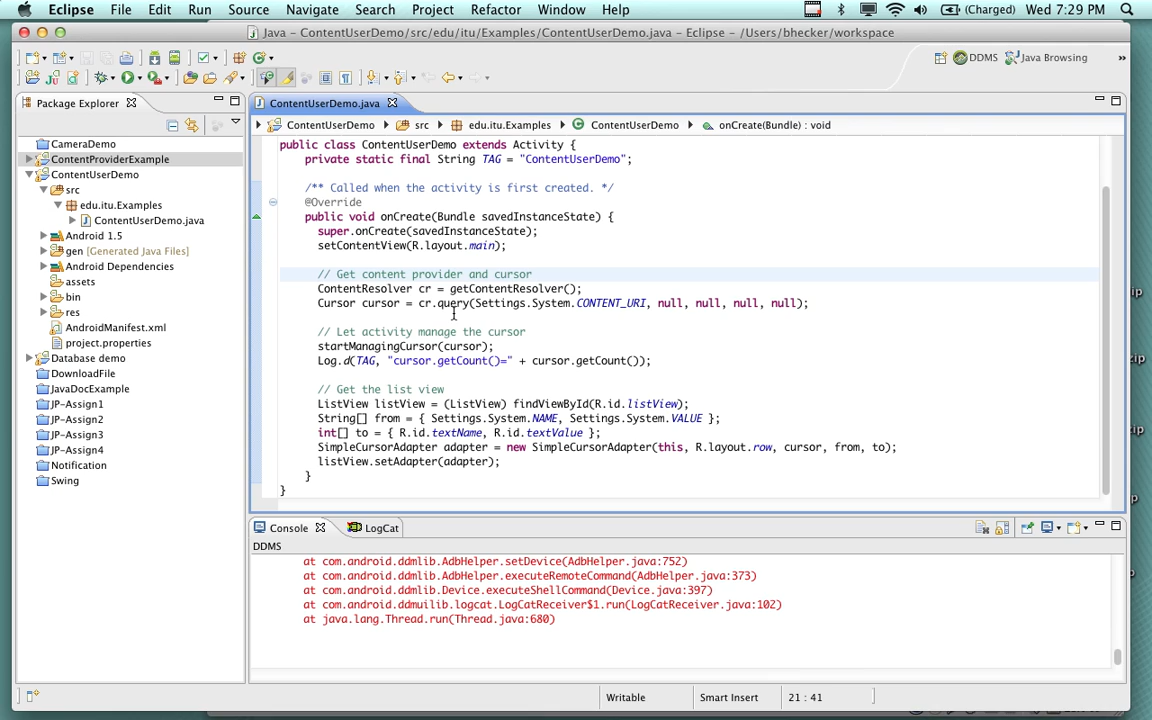 Eclipse File Edit Run Source Navigate Search Project Refactor Window Help (Charged) Wed 7:29 PM
Java – ContentUserDemo/src/edu/itu/Examples/ContentUserDemo.java – Eclipse – /Users/bhecker/workspace
DDMS Java Browsing »
Package Explorer
CameraDemo
ContentProviderExample
ContentUserDemo
src
edu.itu.Examples
ContentUserDemo.java
Android 1.5
gen [Generated Java Files]
Android Dependencies
assets
bin
res
AndroidManifest.xml
project.properties
Database demo
DownloadFile
JavaDocExample
JP-Assign1
JP-Assign2
JP-Assign3
JP-Assign4
Notification
Swing
ContentUserDemo.java
ContentUserDemo src edu.itu.Examples ContentUserDemo onCreate(Bundle) : void
public class ContentUserDemo extends Activity {
private static final String TAG = "ContentUserDemo";
/** Called when the activity is first created. */
@Override
public void onCreate(Bundle savedInstanceState) {
super.onCreate(savedInstanceState);
setContentView(R.layout.main);
// Get content provider and cursor
ContentResolver cr = getContentResolver();
Cursor cursor = cr.query(Settings.System.CONTENT_URI, null, null, null, null);
// Let activity manage the cursor
startManagingCursor(cursor);
Log.d(TAG, "cursor.getCount()=" + cursor.getCount());
// Get the list view
ListView listView = (ListView) findViewById(R.id.listView);
String[] from = { Settings.System.NAME, Settings.System.VALUE };
int[] to = { R.id.textName, R.id.textValue };
SimpleCursorAdapter adapter = new SimpleCursorAdapter(this, R.layout.row, cursor, from, to);
listView.setAdapter(adapter);
}
}
Console LogCat
DDMS
at com.android.ddmlib.AdbHelper.setDevice(AdbHelper.java:752)
at com.android.ddmlib.AdbHelper.executeRemoteCommand(AdbHelper.java:373)
at com.android.ddmlib.Device.executeShellCommand(Device.java:397)
at com.android.ddmuilib.logcat.LogCatReceiver$1.run(LogCatReceiver.java:102)
at java.lang.Thread.run(Thread.java:680)
Writable Smart Insert 21 : 41
ip
zip
zip
p
p